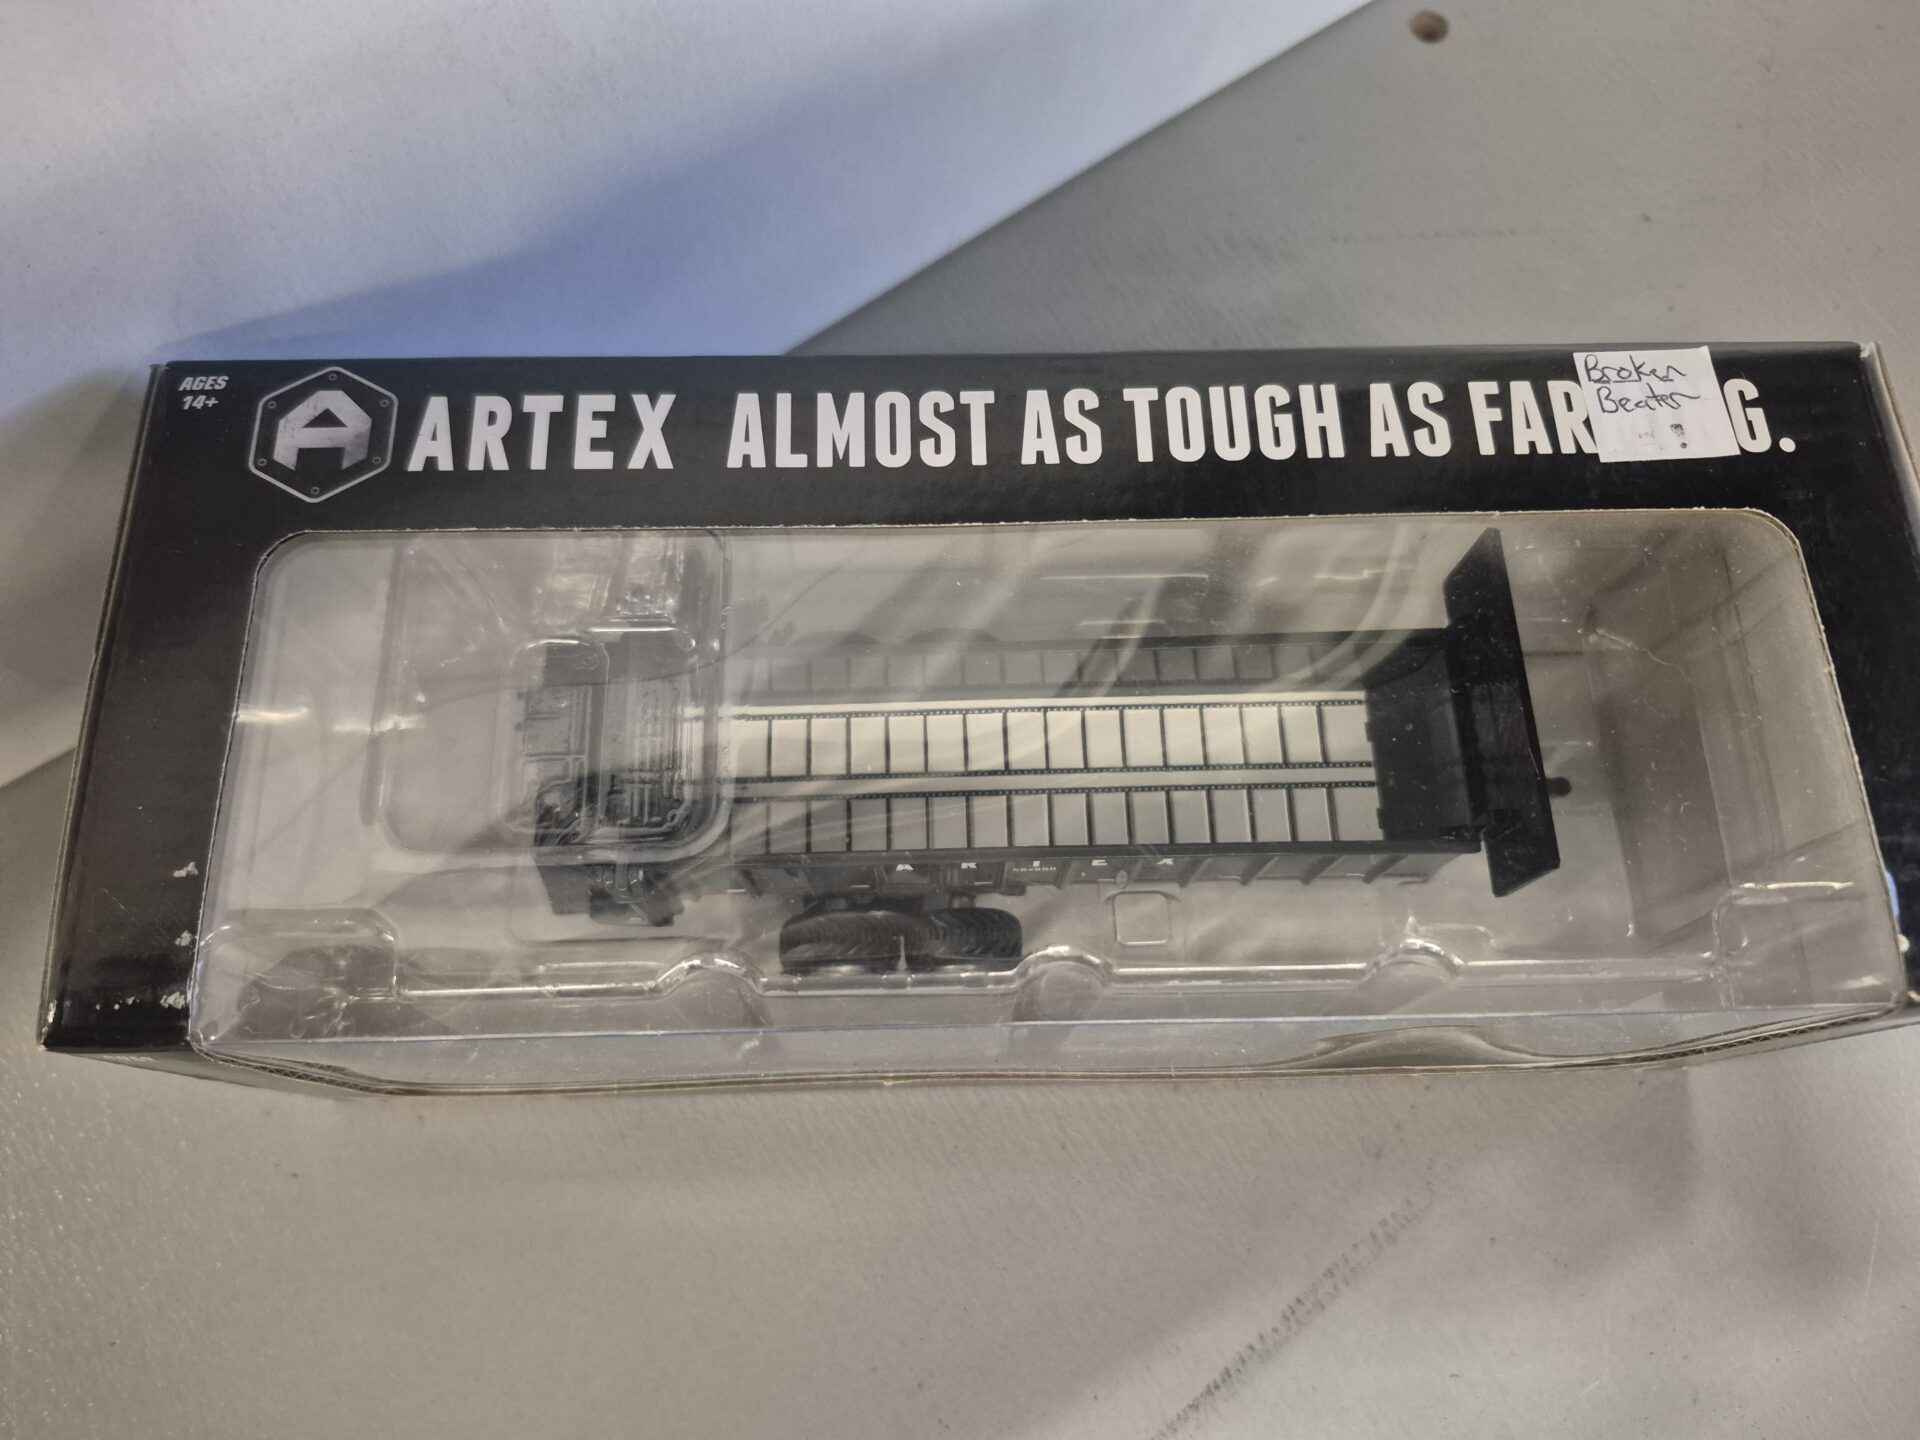 AGES
14+
A ARTEX ALMOST AS TOUGH AS FAR G.
Broken
Beater
A R T E X